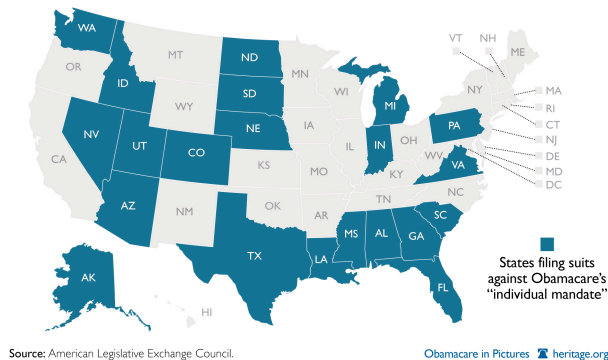 WA
VT
NH
ME
MT
ND
OR
MN
ID
SD
WI
NY
MA
RI
WY
MI
CT
NE
IA
PA
NJ
NV
IL
IN
OH
DE
UT
CO
WV
VA
MD
CA
KS
MO
KY
DC
NC
TN
AZ
NM
OK
AR
SC
MS
AL
GA
TX
LA
AK
FL
HI
States filing suits
against Obamacare’s
“individual mandate”
Source: American Legislative Exchange Council.
Obamacare in Pictures heritage.org